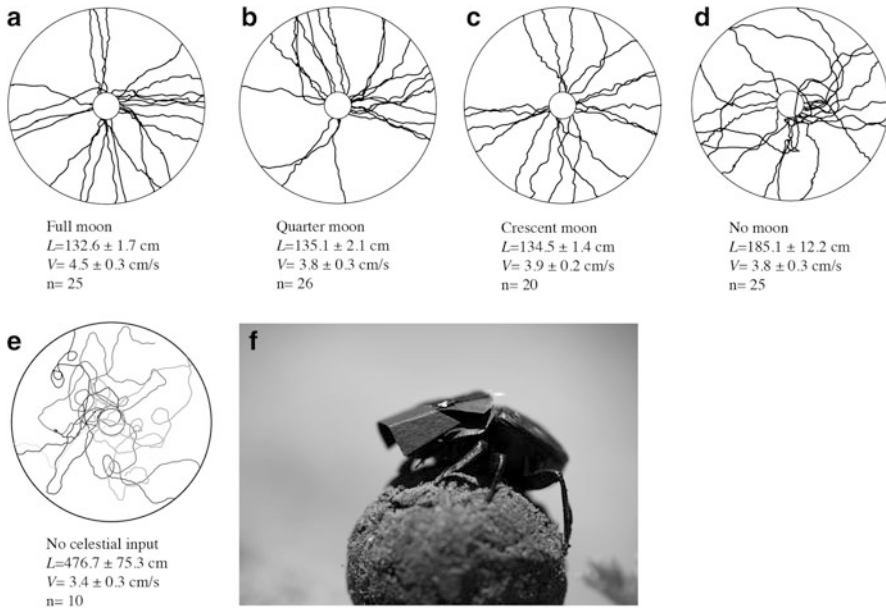 a
b
c
d
Full moon
L=132.6 ± 1.7 cm
V= 4.5 ± 0.3 cm/s
n= 25
Quarter moon
L=135.1 ± 2.1 cm
V= 3.8 ± 0.3 cm/s
n= 26
Crescent moon
L=134.5 ± 1.4 cm
V= 3.9 ± 0.2 cm/s
n= 20
No moon
L=185.1 ± 12.2 cm
V= 3.8 ± 0.3 cm/s
n= 25
e
f
No celestial input
L=476.7 ± 75.3 cm
V= 3.4 ± 0.3 cm/s
n= 10